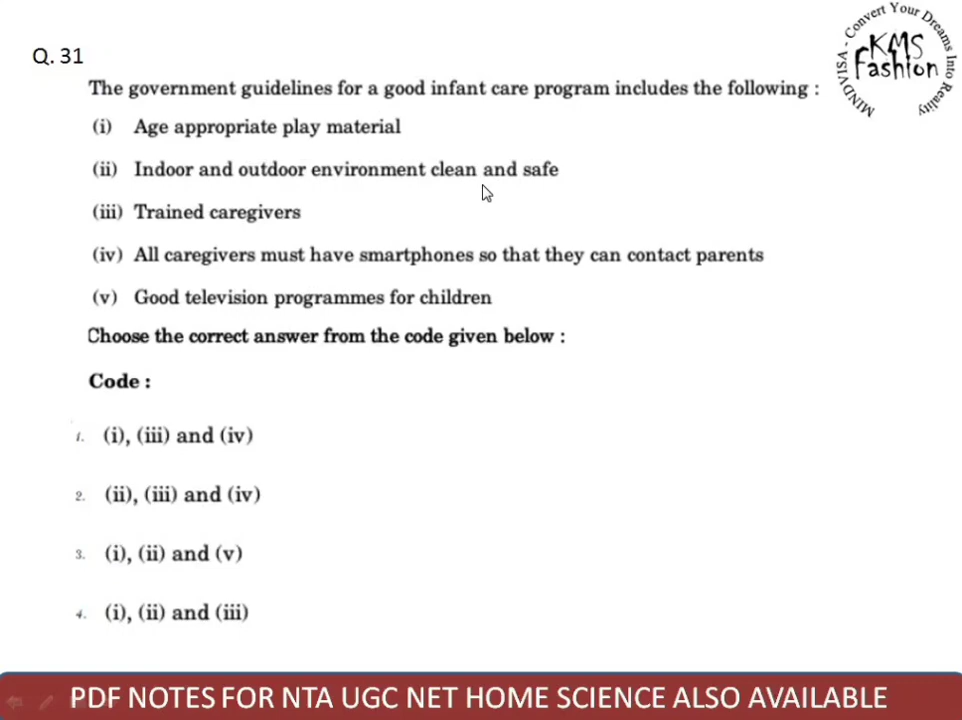 Q. 31
The government guidelines for a good infant care program includes the following :
(i) Age appropriate play material
(ii) Indoor and outdoor environment clean and safe
(iii) Trained caregivers
(iv) All caregivers must have smartphones so that they can contact parents
(v) Good television programmes for children
Choose the correct answer from the code given below :
Code :
1. (i), (iii) and (iv)
2. (ii), (iii) and (iv)
3. (i), (ii) and (v)
4. (i), (ii) and (iii)
MINDVISA - Convert Your Dreams Into Reality
KMS
Fashion
PDF NOTES FOR NTA UGC NET HOME SCIENCE ALSO AVAILABLE